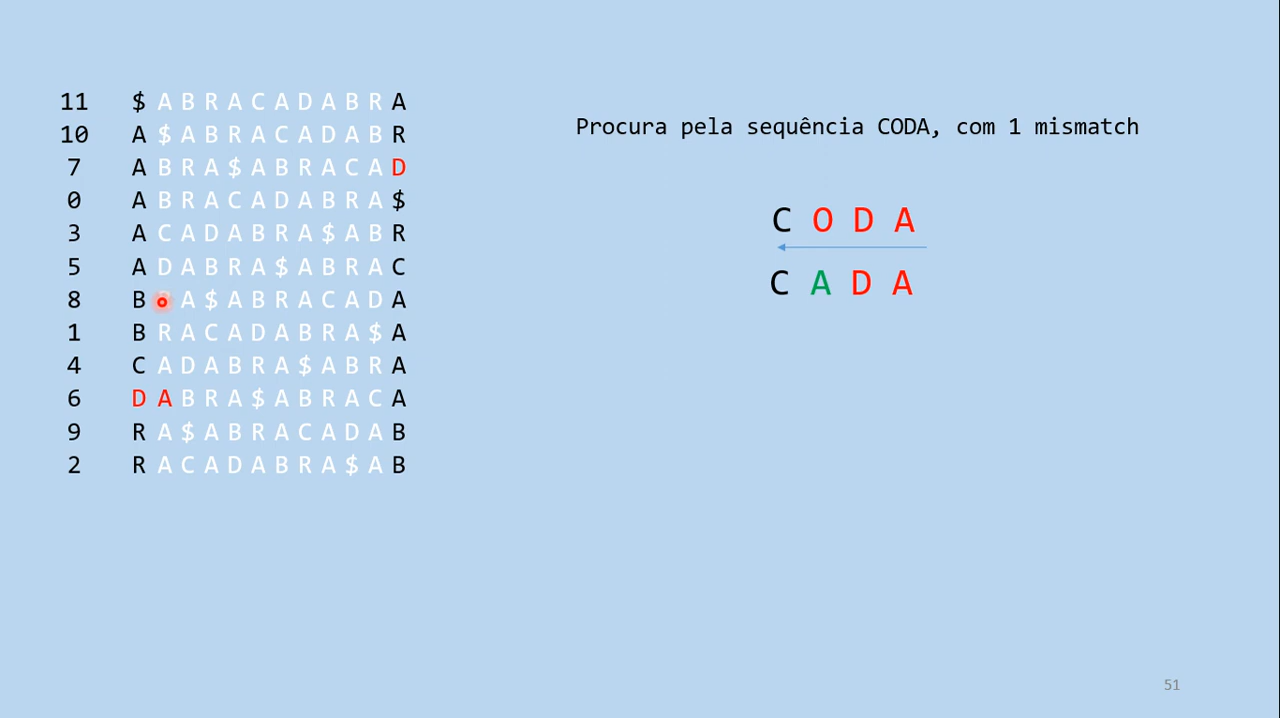 11 $ A B R A C A D A B R A
10 A $ A B R A C A D A B R
7 A B R A $ A B R A C A D
0 A B R A C A D A B R A $
3 A C A D A B R A $ A B R
5 A D A B R A $ A B R A C
8 B A $ A B R A C A D A
1 B R A C A D A B R A $ A
4 C A D A B R A $ A B R A
6 D A B R A $ A B R A C A
9 R A $ A B R A C A D A B
2 R A C A D A B R A $ A B
Procura pela sequência CODA, com 1 mismatch
C O D A
C A D A
51